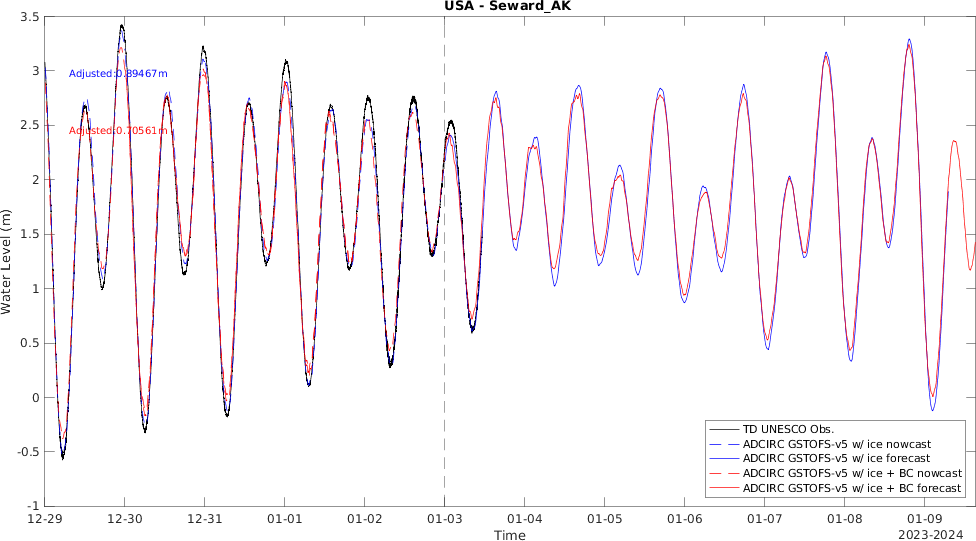 USA - Seward_AK
3.5
3
2.5
2
1.5
1
0.5
0
-0.5
-1
Water Level (m)
Adjusted:0.89467m
Adjusted:0.70561m
TD UNESCO Obs.
ADCIRC GSTOFS-v5 w/ ice nowcast
ADCIRC GSTOFS-v5 w/ ice forecast
ADCIRC GSTOFS-v5 w/ ice + BC nowcast
ADCIRC GSTOFS-v5 w/ ice + BC forecast
12-29 12-30 12-31 01-01 01-02 01-03 01-04 01-05 01-06 01-07 01-08 01-09
Time
2023-2024